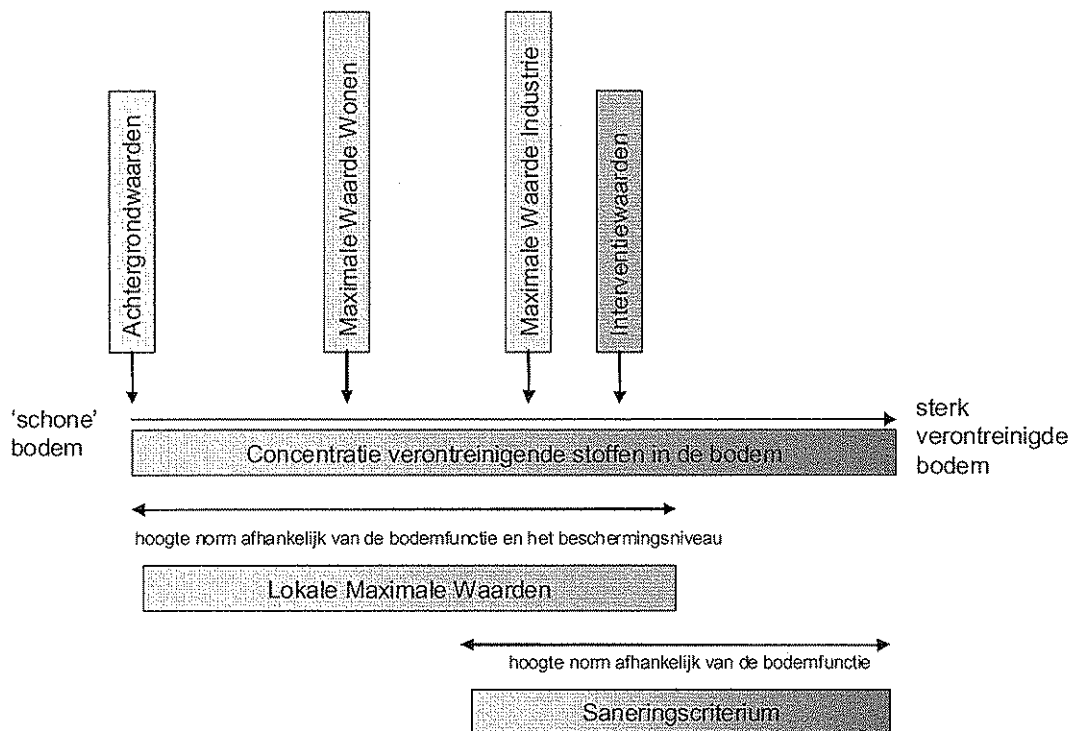 Achtergrondwaarden
Maximale Waarde Wonen
Maximale Waarde Industrie
Interventiewaarden
'schone'
bodem
sterk
verontreinigde
bodem
Concentratie verontreinigende stoffen in de bodem
hoogte norm afhankelijk van de bodemfunctie en het beschermingsniveau
Lokale Maximale Waarden
hoogte norm afhankelijk van de bodemfunctie
Saneringscriterium